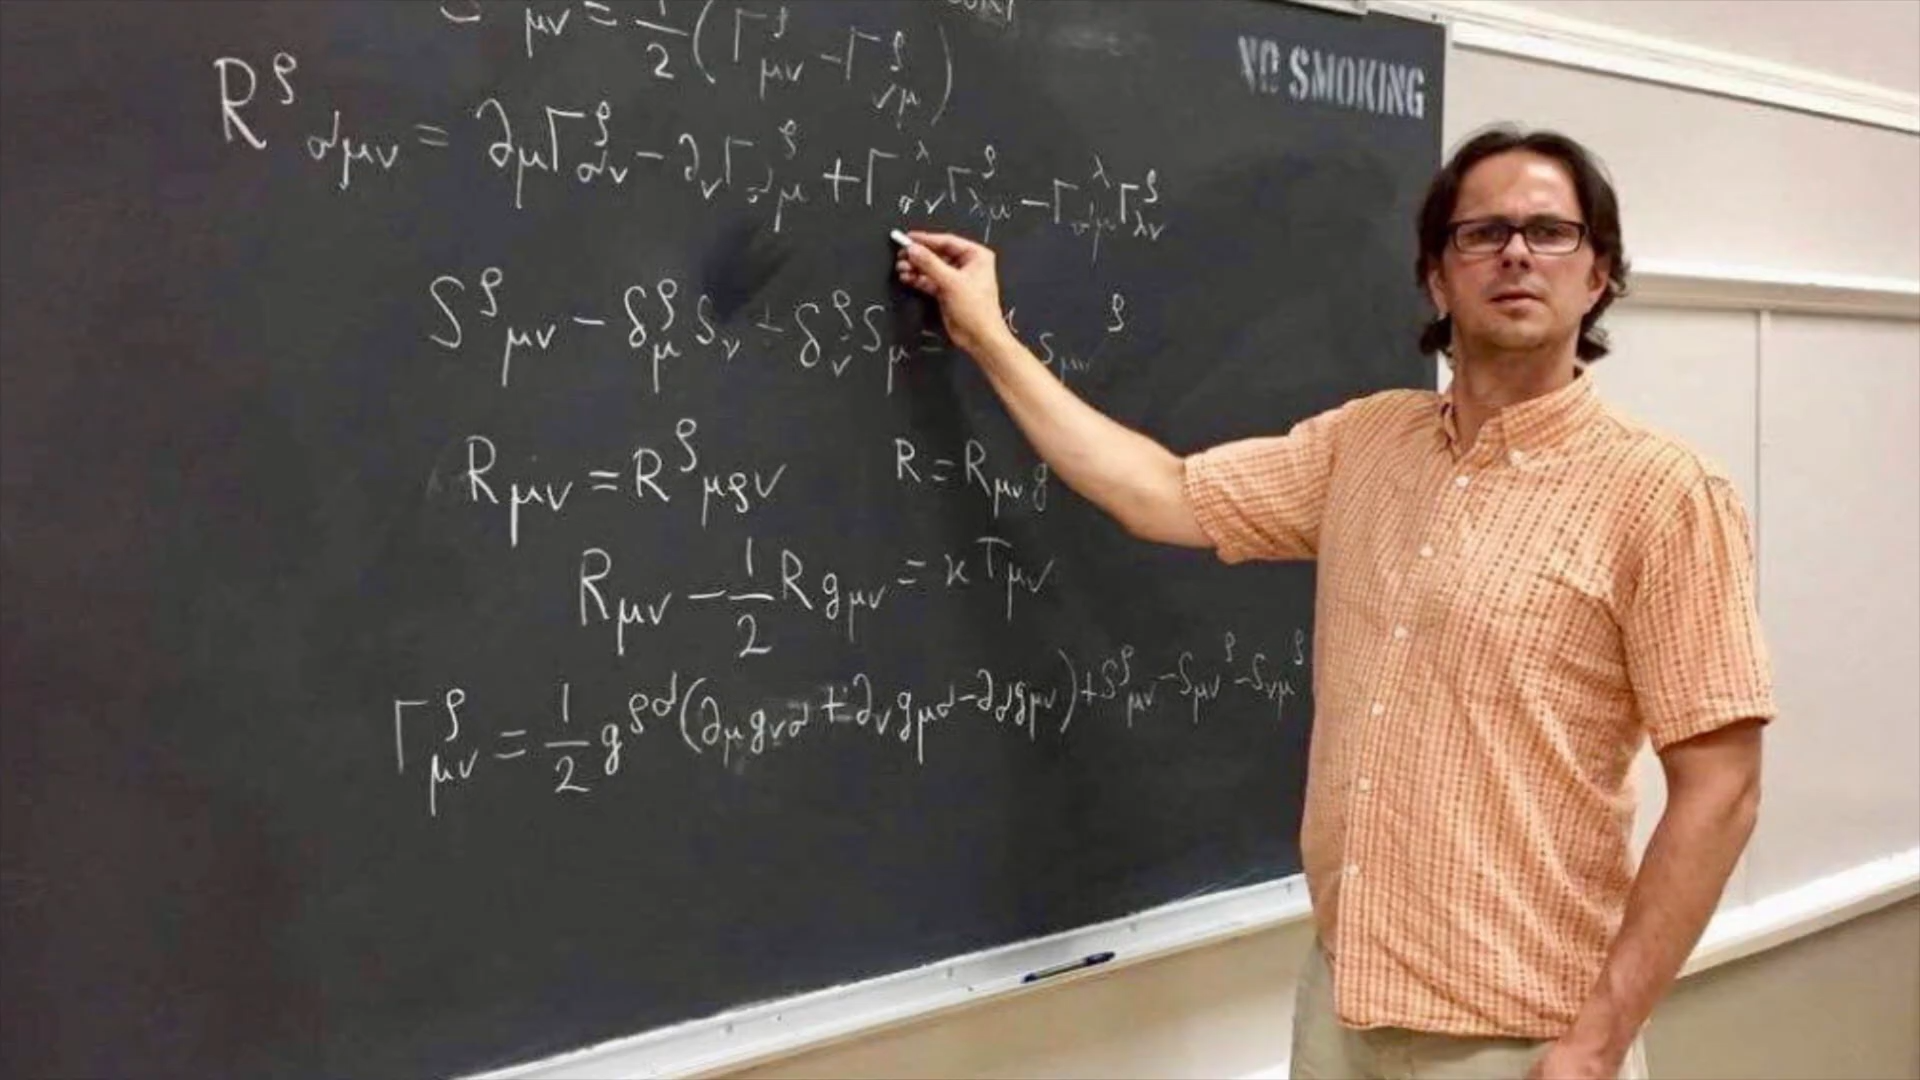 NO SMOKING
S^ρ_μν = 1/2 (Γ^ρ_μν - Γ^ρ_νμ)
R^ρ_σμν = ∂_μ Γ^ρ_σν - ∂_ν Γ^ρ_σμ + Γ^λ_σν Γ^ρ_λμ - Γ^λ_σμ Γ^ρ_λν
S^ρ_μν - δ^ρ_μ S_ν + δ^ρ_ν S_μ =
R_μν = R^ρ_μρν R = R_μν g
R_μν - 1/2 R g_μν = κ T_μν
Γ^ρ_μν = 1/2 g^ρσ (∂_μ g_νσ + ∂_ν g_μσ - ∂_σ g_μν) + S^ρ_μν - S_μν^ρ - S_νμ^ρ